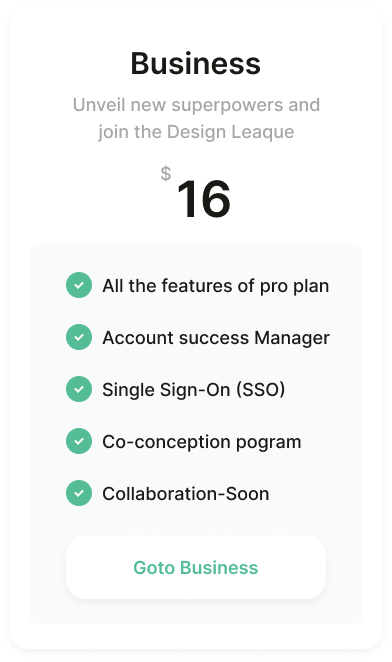 Business
Unveil new superpowers and
join the Design Leaque
$
16
All the features of pro plan
Account success Manager
Single Sign-On (SSO)
Co-conception pogram
Collaboration-Soon
Goto Business